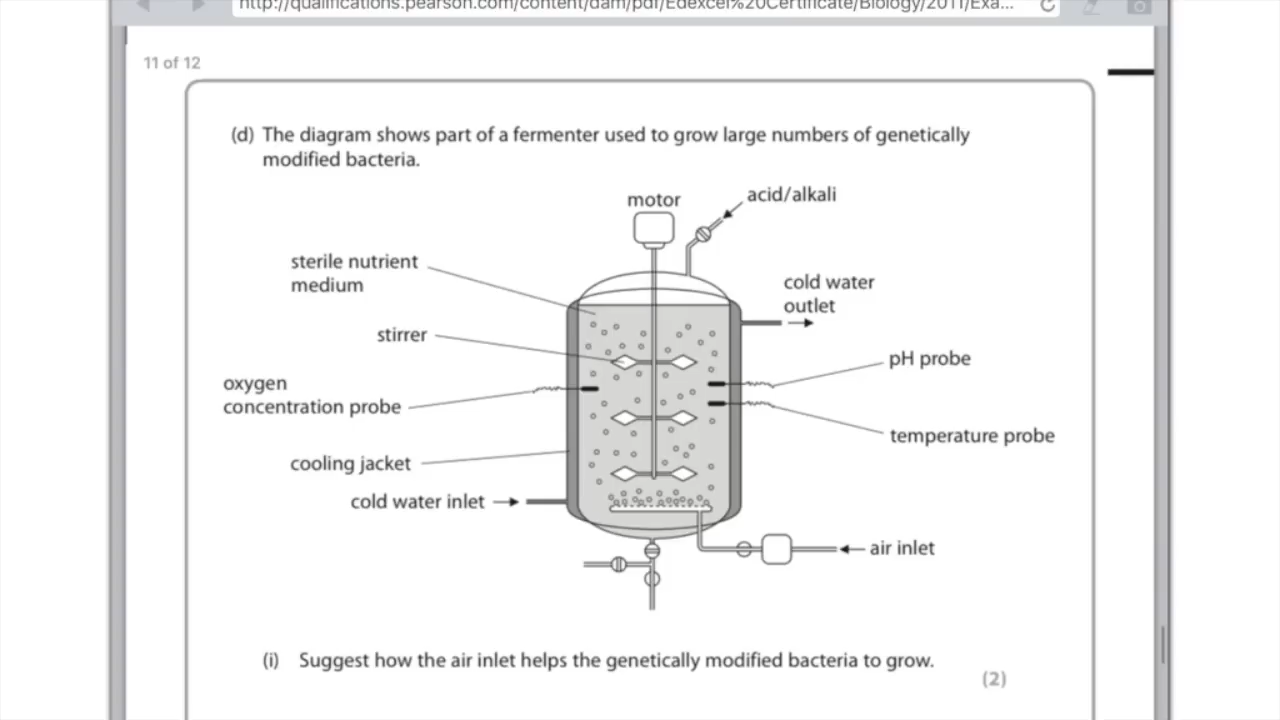 http://qualifications.pearson.com/content/dam/pdf/Edexcel%20Certificate/Biology/2011/Exa...
11 of 12
(d) The diagram shows part of a fermenter used to grow large numbers of genetically
modified bacteria.
motor
acid/alkali
sterile nutrient
medium
cold water
outlet
stirrer
pH probe
oxygen
concentration probe
temperature probe
cooling jacket
cold water inlet
air inlet
(i) Suggest how the air inlet helps the genetically modified bacteria to grow.
(2)